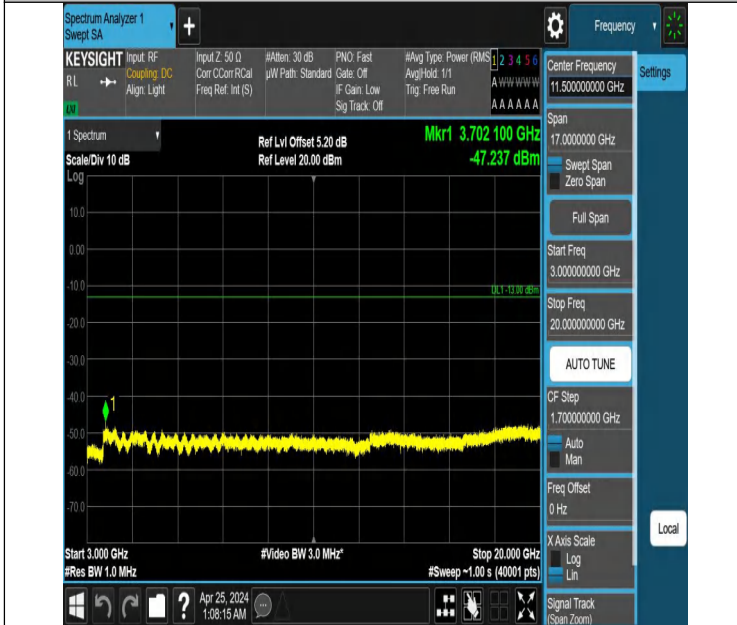 Spectrum Analyzer 1
Swept SA
+
Frequency
KEYSIGHT
RL
Input: RF
Coupling: DC
Align: Light
Input Z: 50 Ω
Corr CCorr RCal
Freq Ref: Int (S)
#Atten: 30 dB
µW Path: Standard
PNO: Fast
Gate: Off
IF Gain: Low
Sig Track: Off
#Avg Type: Power (RMS
Avg|Hold: 1/1
Trig: Free Run
1 2 3 4 5 6
A W W W W W
A A A A A A
1 Spectrum
Scale/Div 10 dB
Log
Ref Lvl Offset 5.20 dB
Ref Level 20.00 dBm
Mkr1 3.702 100 GHz
-47.237 dBm
10.0
0.00
-10.0
DL1 -13.00 dBm
-20.0
-30.0
-40.0
1
-50.0
-60.0
-70.0
Start 3.000 GHz
#Res BW 1.0 MHz
#Video BW 3.0 MHz*
Stop 20.000 GHz
#Sweep ~1.00 s (40001 pts)
?
Apr 25, 2024
1:08:15 AM
Center Frequency
11.500000000 GHz
Settings
Span
17.0000000 GHz
Swept Span
Zero Span
Full Span
Start Freq
3.000000000 GHz
Stop Freq
20.000000000 GHz
AUTO TUNE
CF Step
1.700000000 GHz
Auto
Man
Freq Offset
0 Hz
X Axis Scale
Log
Lin
Local
Signal Track
(Span Zoom)